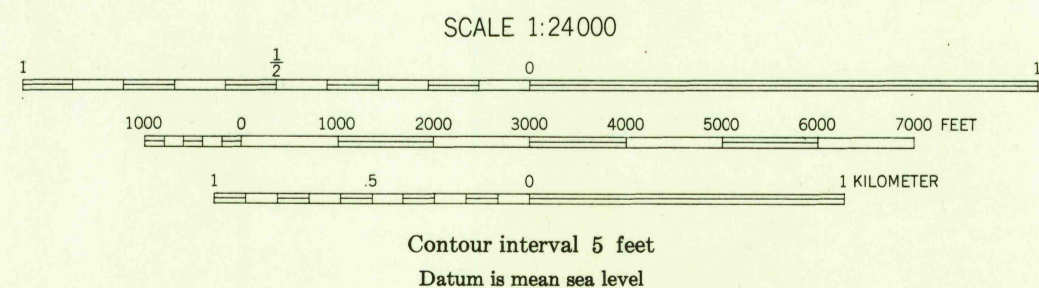 SCALE 1:24000
1 1/2 0 1
1000 0 1000 2000 3000 4000 5000 6000 7000 FEET
1 .5 0 1 KILOMETER
Contour interval 5 feet
Datum is mean sea level